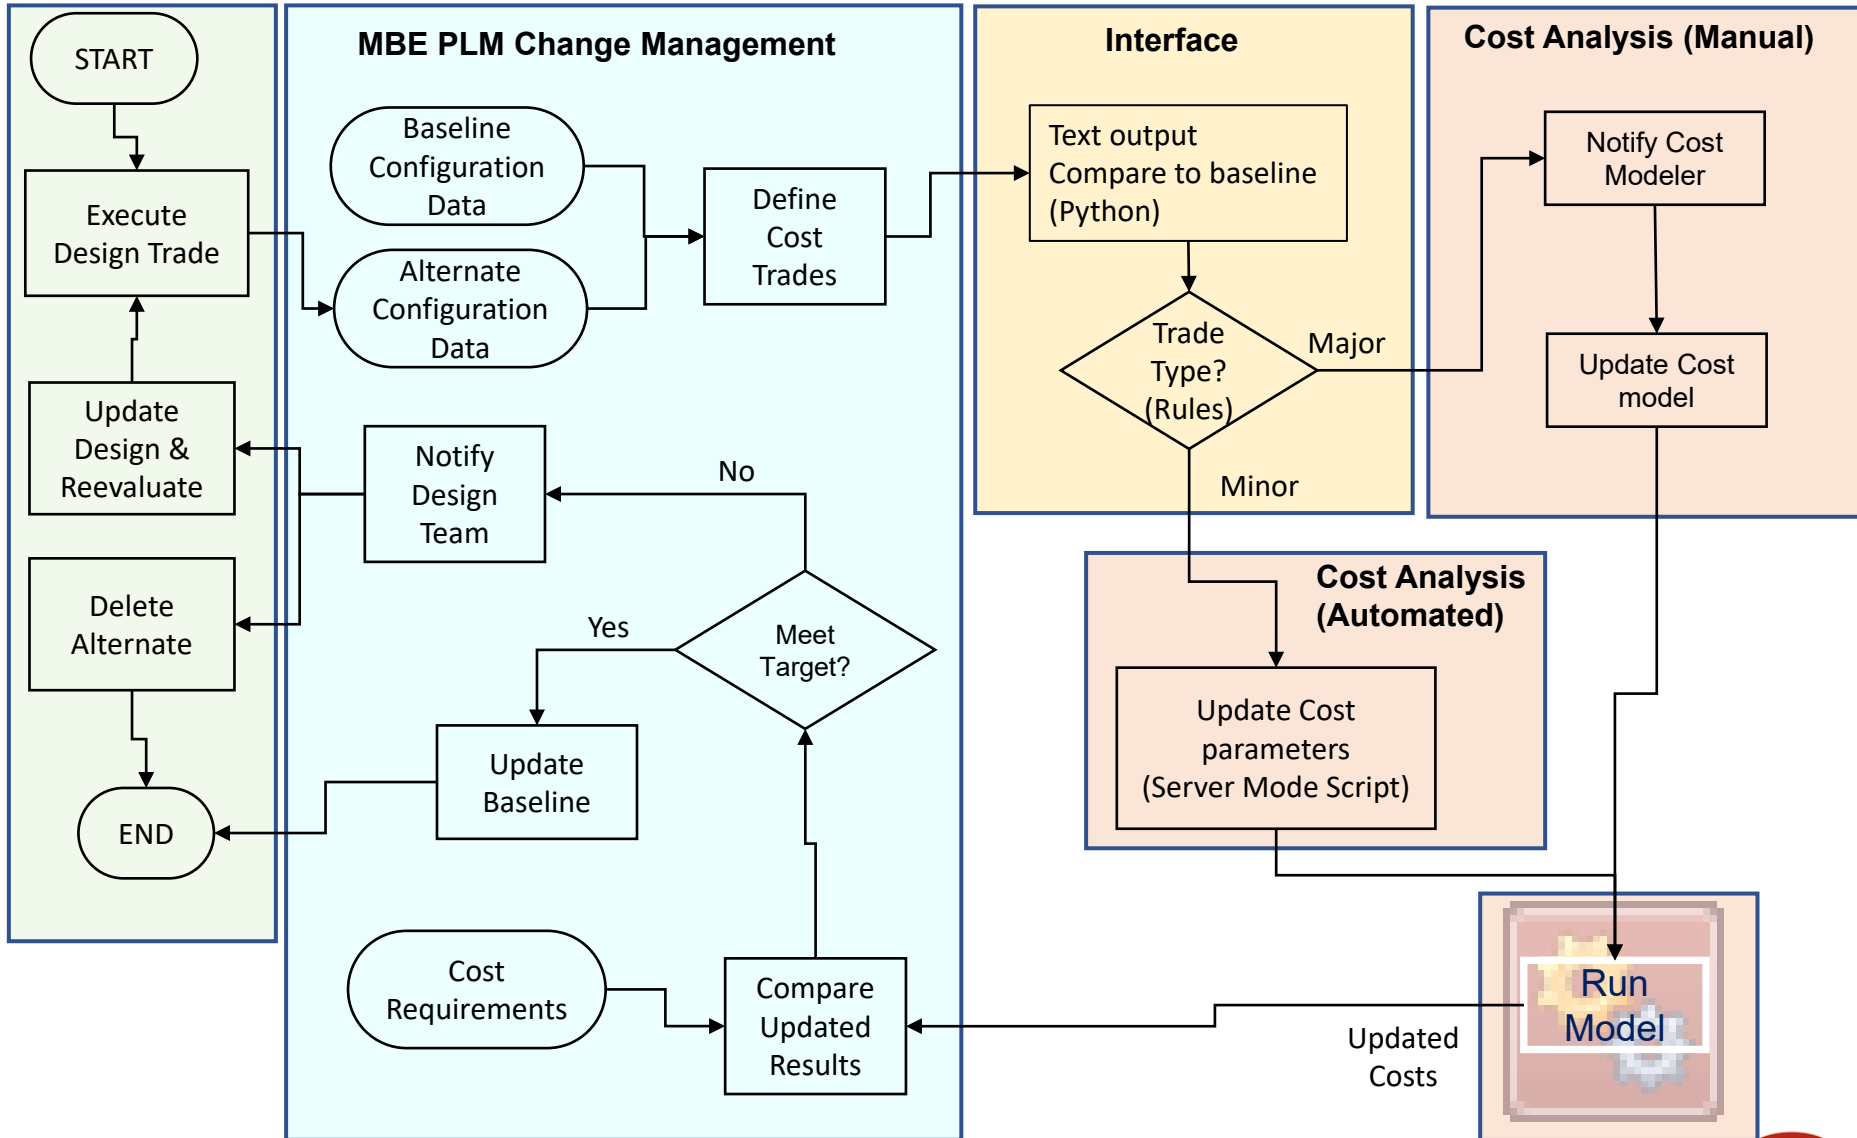 START
Execute
Design Trade
Update
Design &
Reevaluate
Delete
Alternate
END
MBE PLM Change Management
Baseline
Configuration
Data
Alternate
Configuration
Data
Define
Cost
Trades
Notify
Design
Team
No
Yes
Meet
Target?
Update
Baseline
Cost
Requirements
Compare
Updated
Results
Interface
Text output
Compare to baseline
(Python)
Trade
Type?
(Rules)
Major
Minor
Cost Analysis (Manual)
Notify Cost
Modeler
Update Cost
model
Cost Analysis
(Automated)
Update Cost
parameters
(Server Mode Script)
Run
Model
Updated
Costs